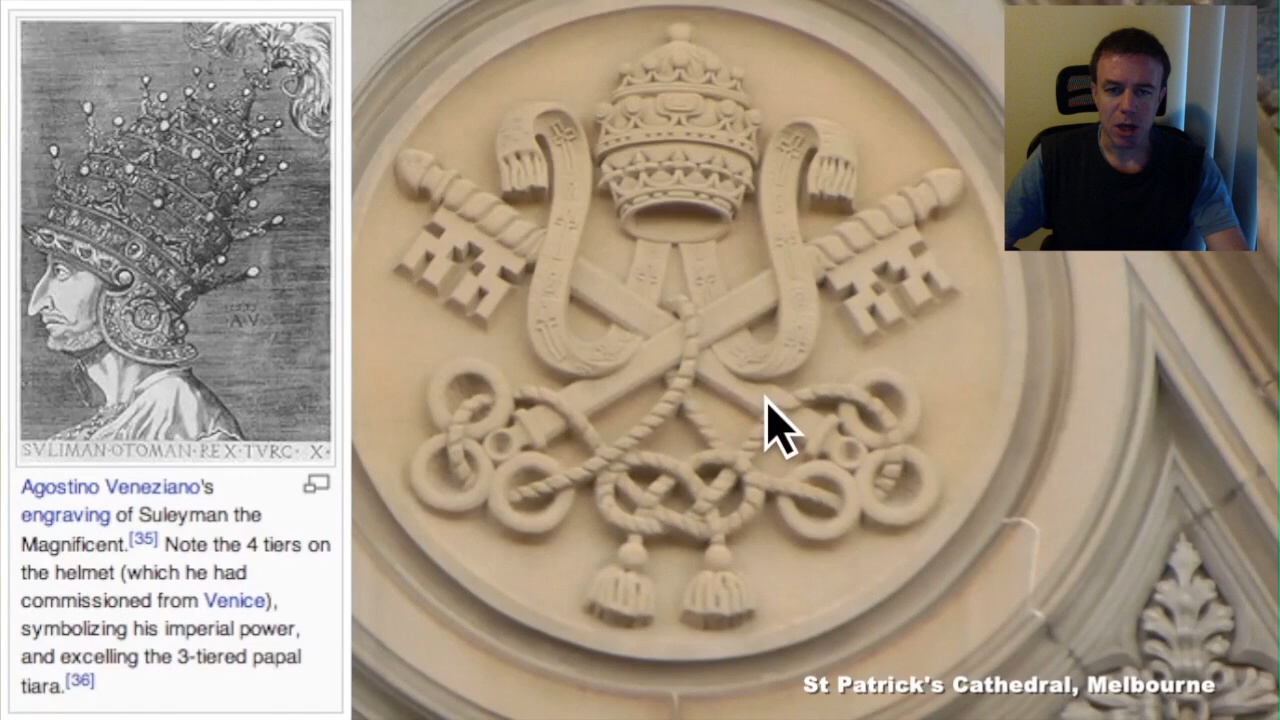 SVLIMAN·OTOMAN·REX·TVRC· X·
Agostino Veneziano's
engraving of Suleyman the
Magnificent.[35] Note the 4 tiers on
the helmet (which he had
commissioned from Venice),
symbolizing his imperial power,
and excelling the 3-tiered papal
tiara.[36]
St Patrick's Cathedral, Melbourne